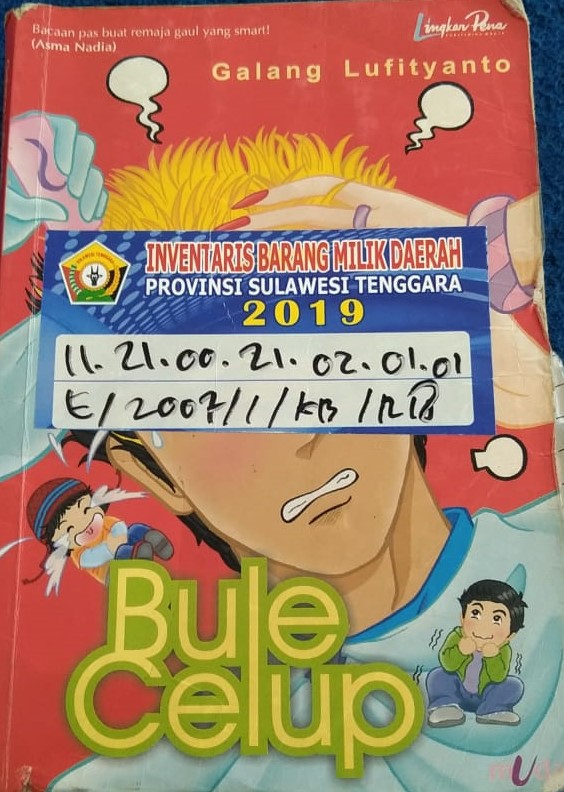 Bacaan pas buat remaja gaul yang smart!
(Asma Nadia)
Lingkar Pena
Galang Lufityanto
INVENTARIS BARANG MILIK DAERAH
PROVINSI SULAWESI TENGGARA
2019
11. 21. 00. 21. 02. 01. 01
E/2007/1/KB/RB
Bule
Celup